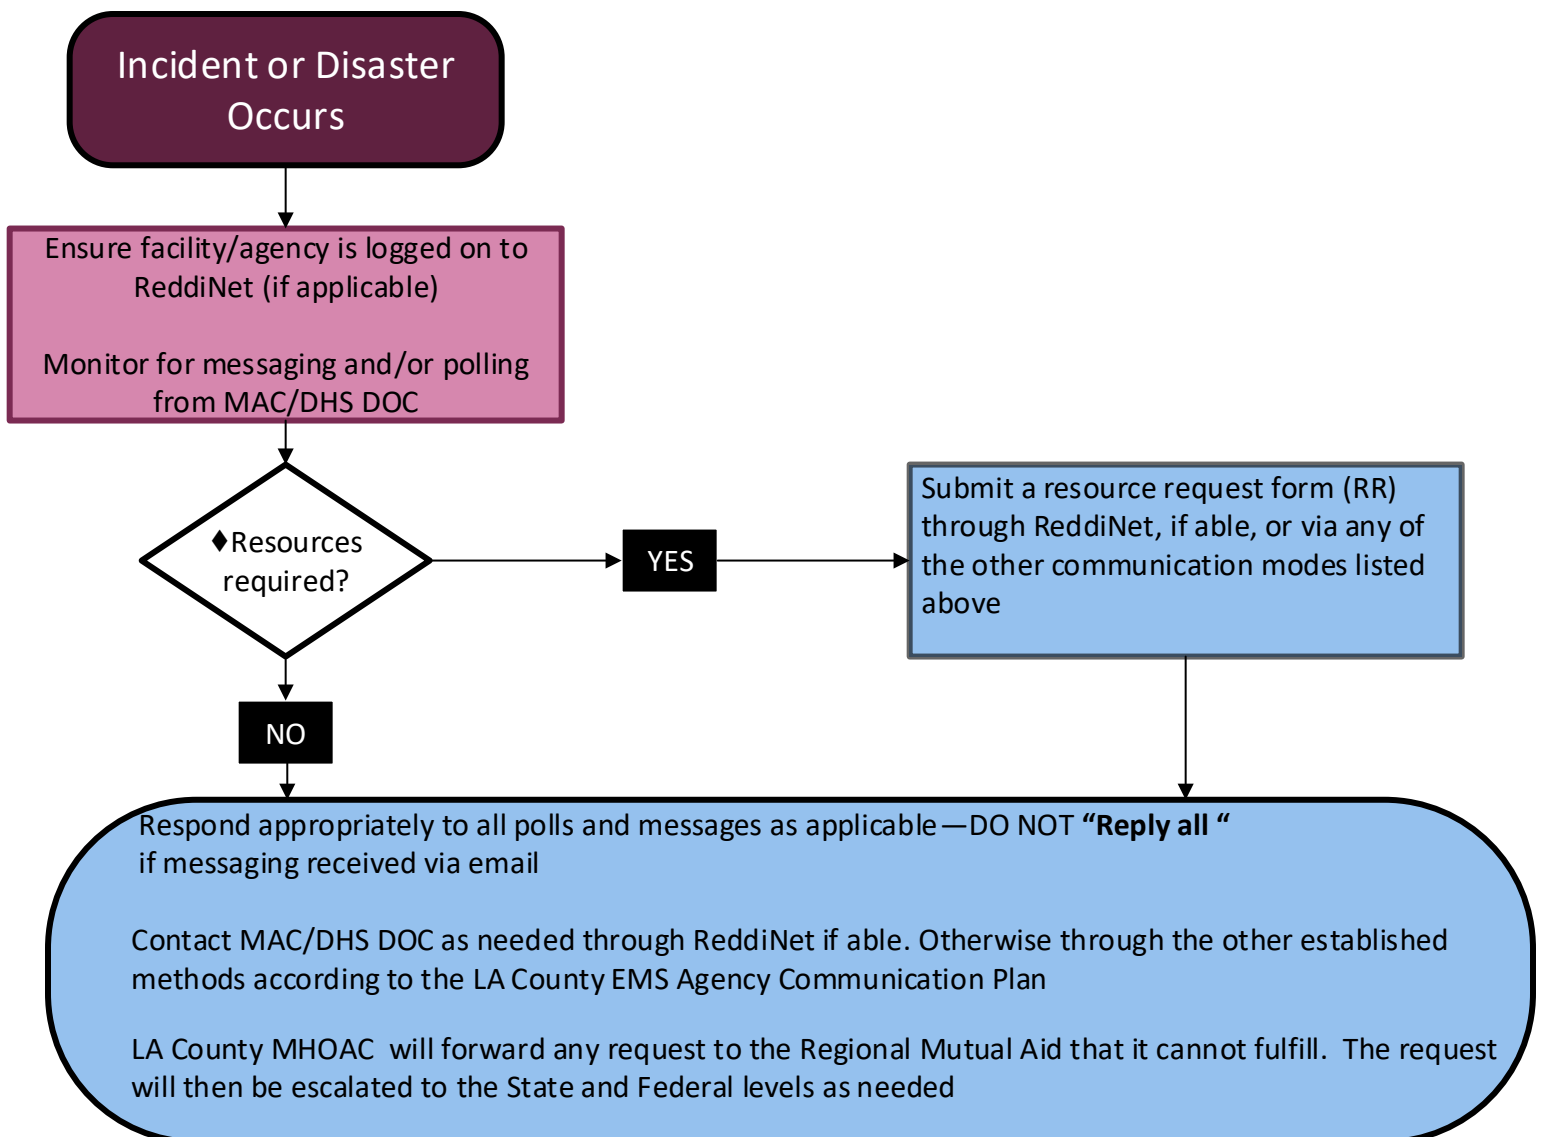 Incident or Disaster
Occurs
Ensure facility/agency is logged on to
ReddiNet (if applicable)
Monitor for messaging and/or polling
from MAC/DHS DOC
♦Resources
required?
YES
Submit a resource request form (RR)
through ReddiNet, if able, or via any of
the other communication modes listed
above
NO
Respond appropriately to all polls and messages as applicable—DO NOT “Reply all “
if messaging received via email
Contact MAC/DHS DOC as needed through ReddiNet if able. Otherwise through the other established
methods according to the LA County EMS Agency Communication Plan
LA County MHOAC  will forward any request to the Regional Mutual Aid that it cannot fulfill.  The request
will then be escalated to the State and Federal levels as needed